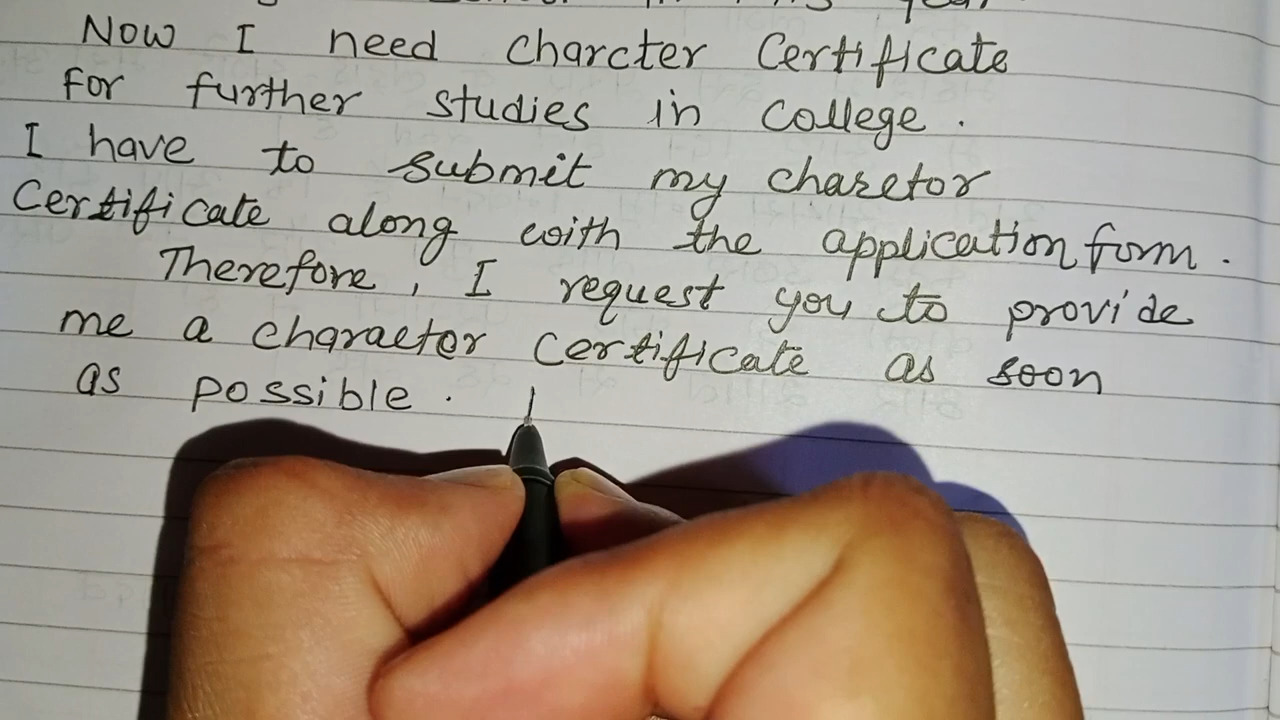 Now I need charcter Certificate
for further studies in college.
I have to submit my charetor
Certificate along with the application form.
Therefore, I request you to provide
me a character Certificate as soon
as possible.